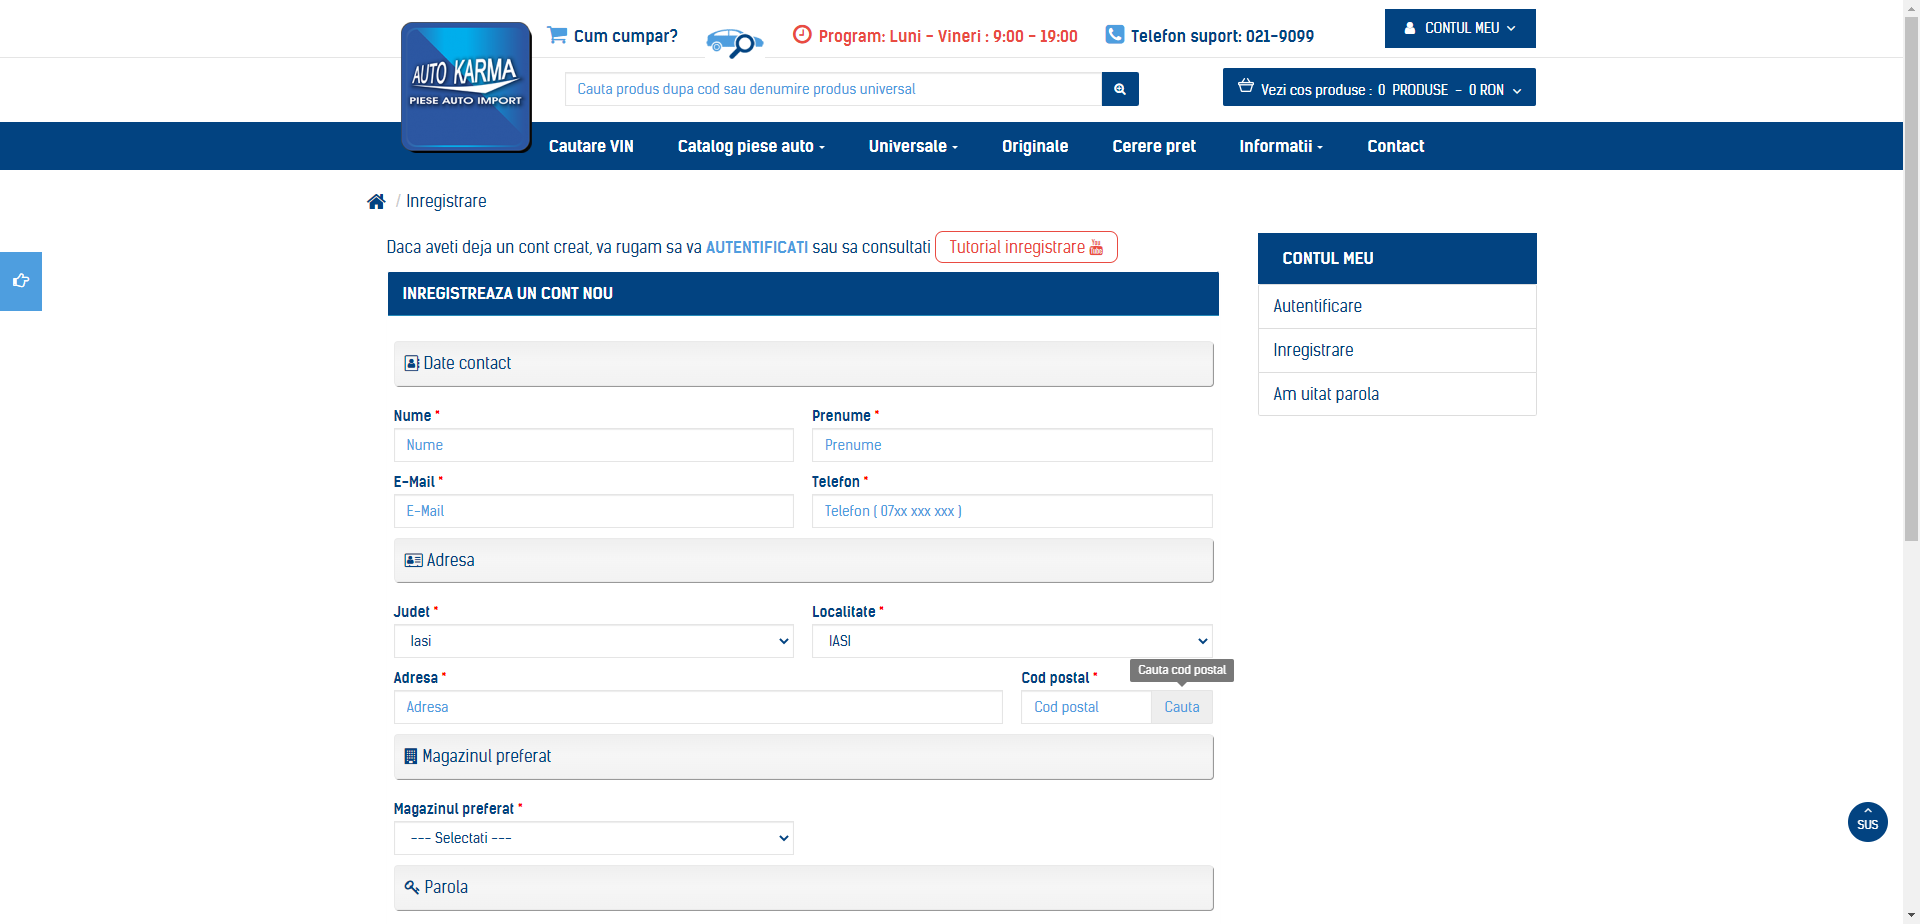 Cum cumpar?
Program: Luni - Vineri : 9:00 - 19:00
Telefon suport: 021-9099
CONTUL MEU
AUTO KARMA
PIESE AUTO IMPORT
Cauta produs dupa cod sau denumire produs universal
Vezi cos produse : 0 PRODUSE - 0 RON
Cautare VIN
Catalog piese auto
Universale
Originale
Cerere pret
Informatii
Contact
/ Inregistrare
Daca aveti deja un cont creat, va rugam sa va AUTENTIFICATI sau sa consultati Tutorial inregistrare You Tube
INREGISTREAZA UN CONT NOU
Date contact
Nume *
Prenume *
Nume
Prenume
E-Mail *
Telefon *
E-Mail
Telefon ( 07xx xxx xxx )
Adresa
Judet *
Localitate *
Iasi
IASI
Cauta cod postal
Adresa *
Cod postal *
Adresa
Cod postal
Cauta
Magazinul preferat
Magazinul preferat *
--- Selectati ---
Parola
CONTUL MEU
Autentificare
Inregistrare
Am uitat parola
SUS